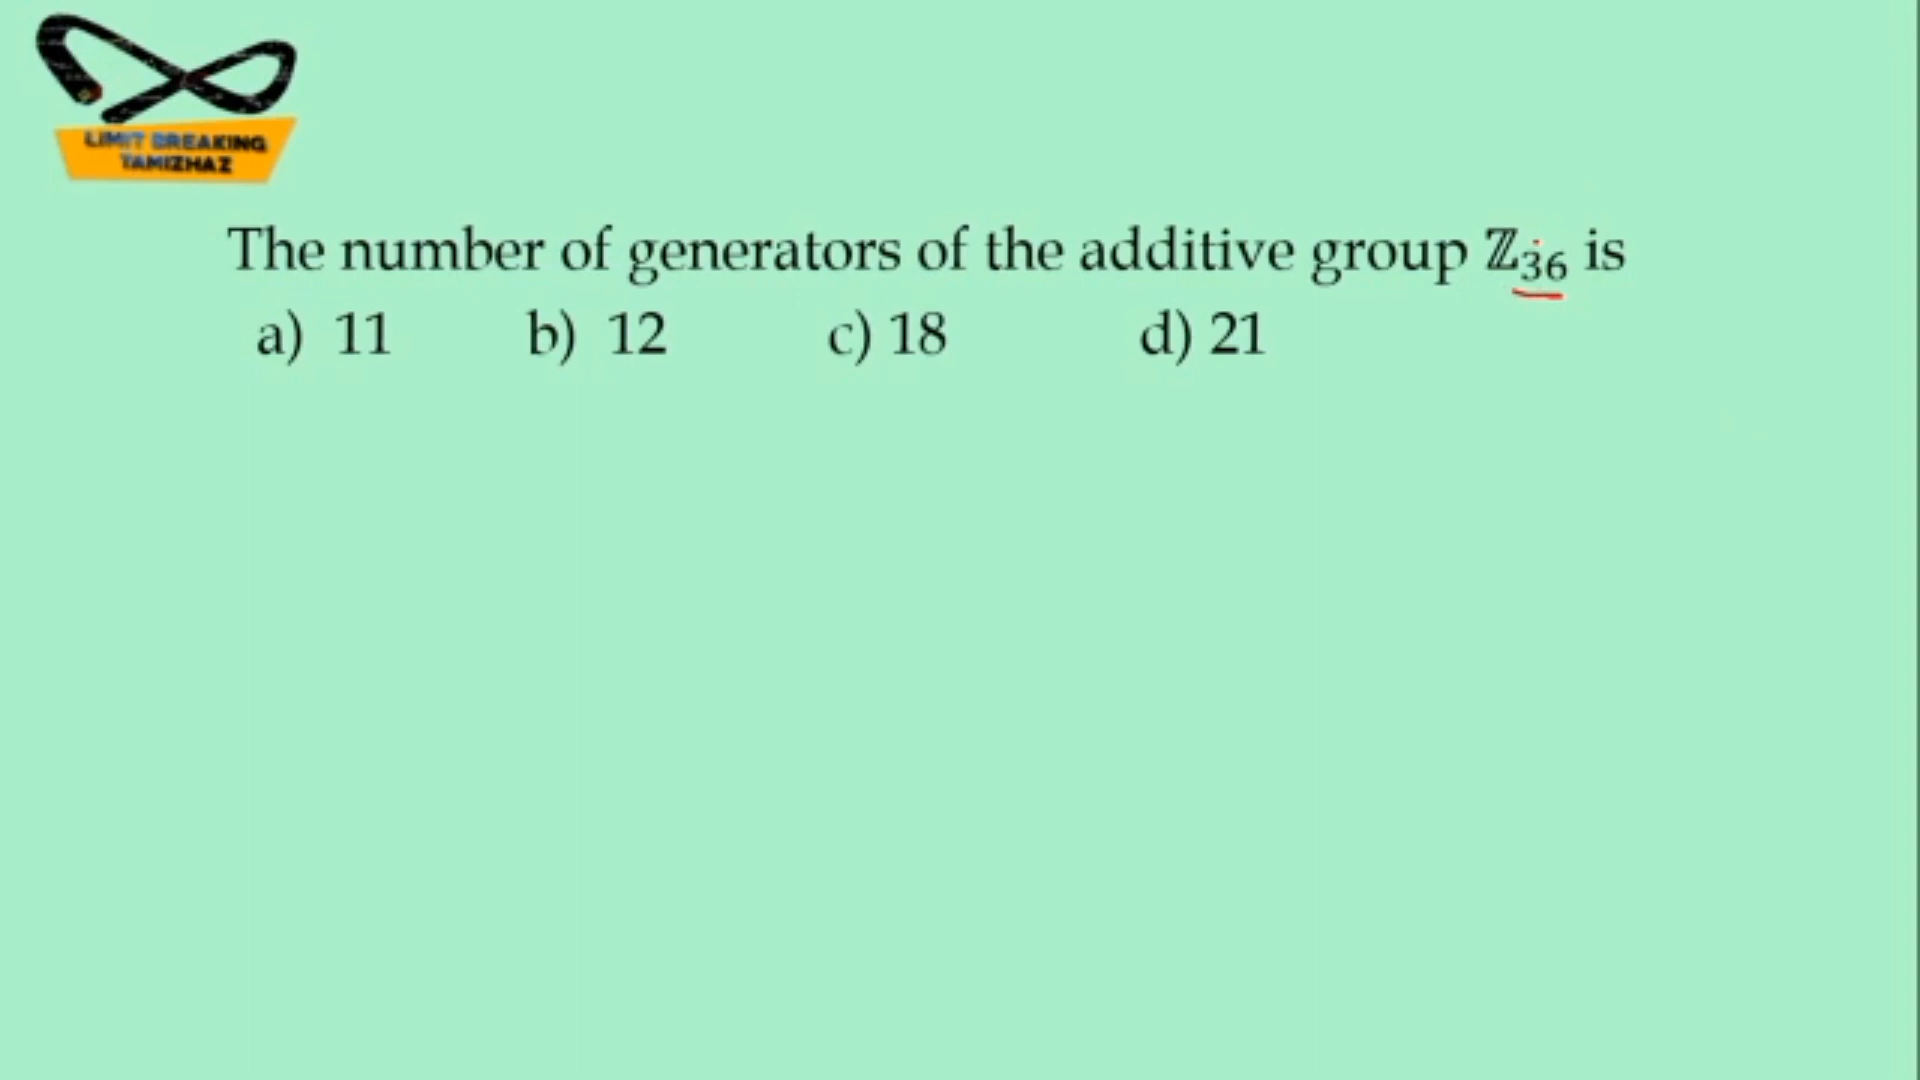 LIMIT BREAKING
TAMIZHAZ
The number of generators of the additive group ℤ₃₆ is
a) 11 b) 12 c) 18 d) 21